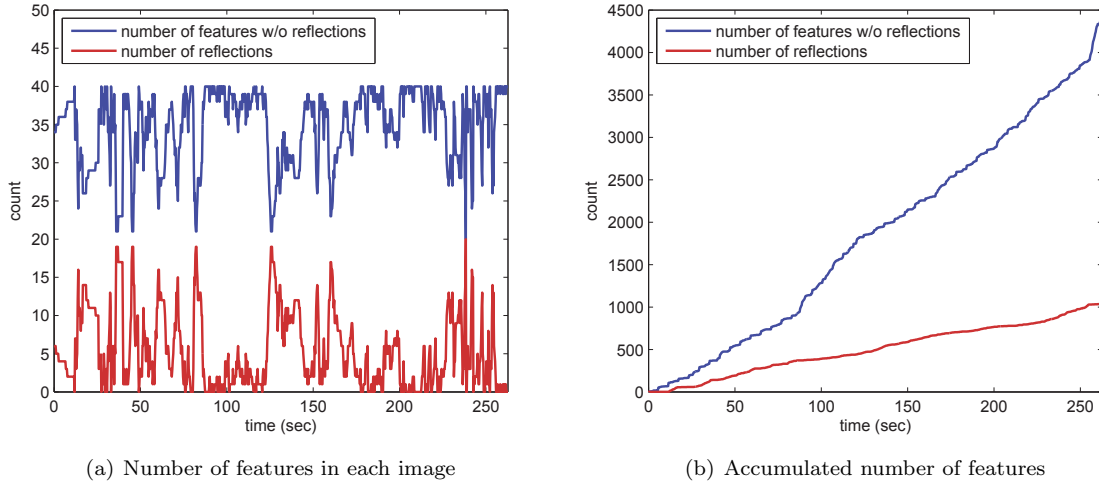 50
45
40
35
30
25
20
15
10
5
0
count
number of features w/o reflections
number of reflections
0 50 100 150 200 250
time (sec)
(a) Number of features in each image
4500
4000
3500
3000
2500
2000
1500
1000
500
0
count
number of features w/o reflections
number of reflections
0 50 100 150 200 250
time (sec)
(b) Accumulated number of features